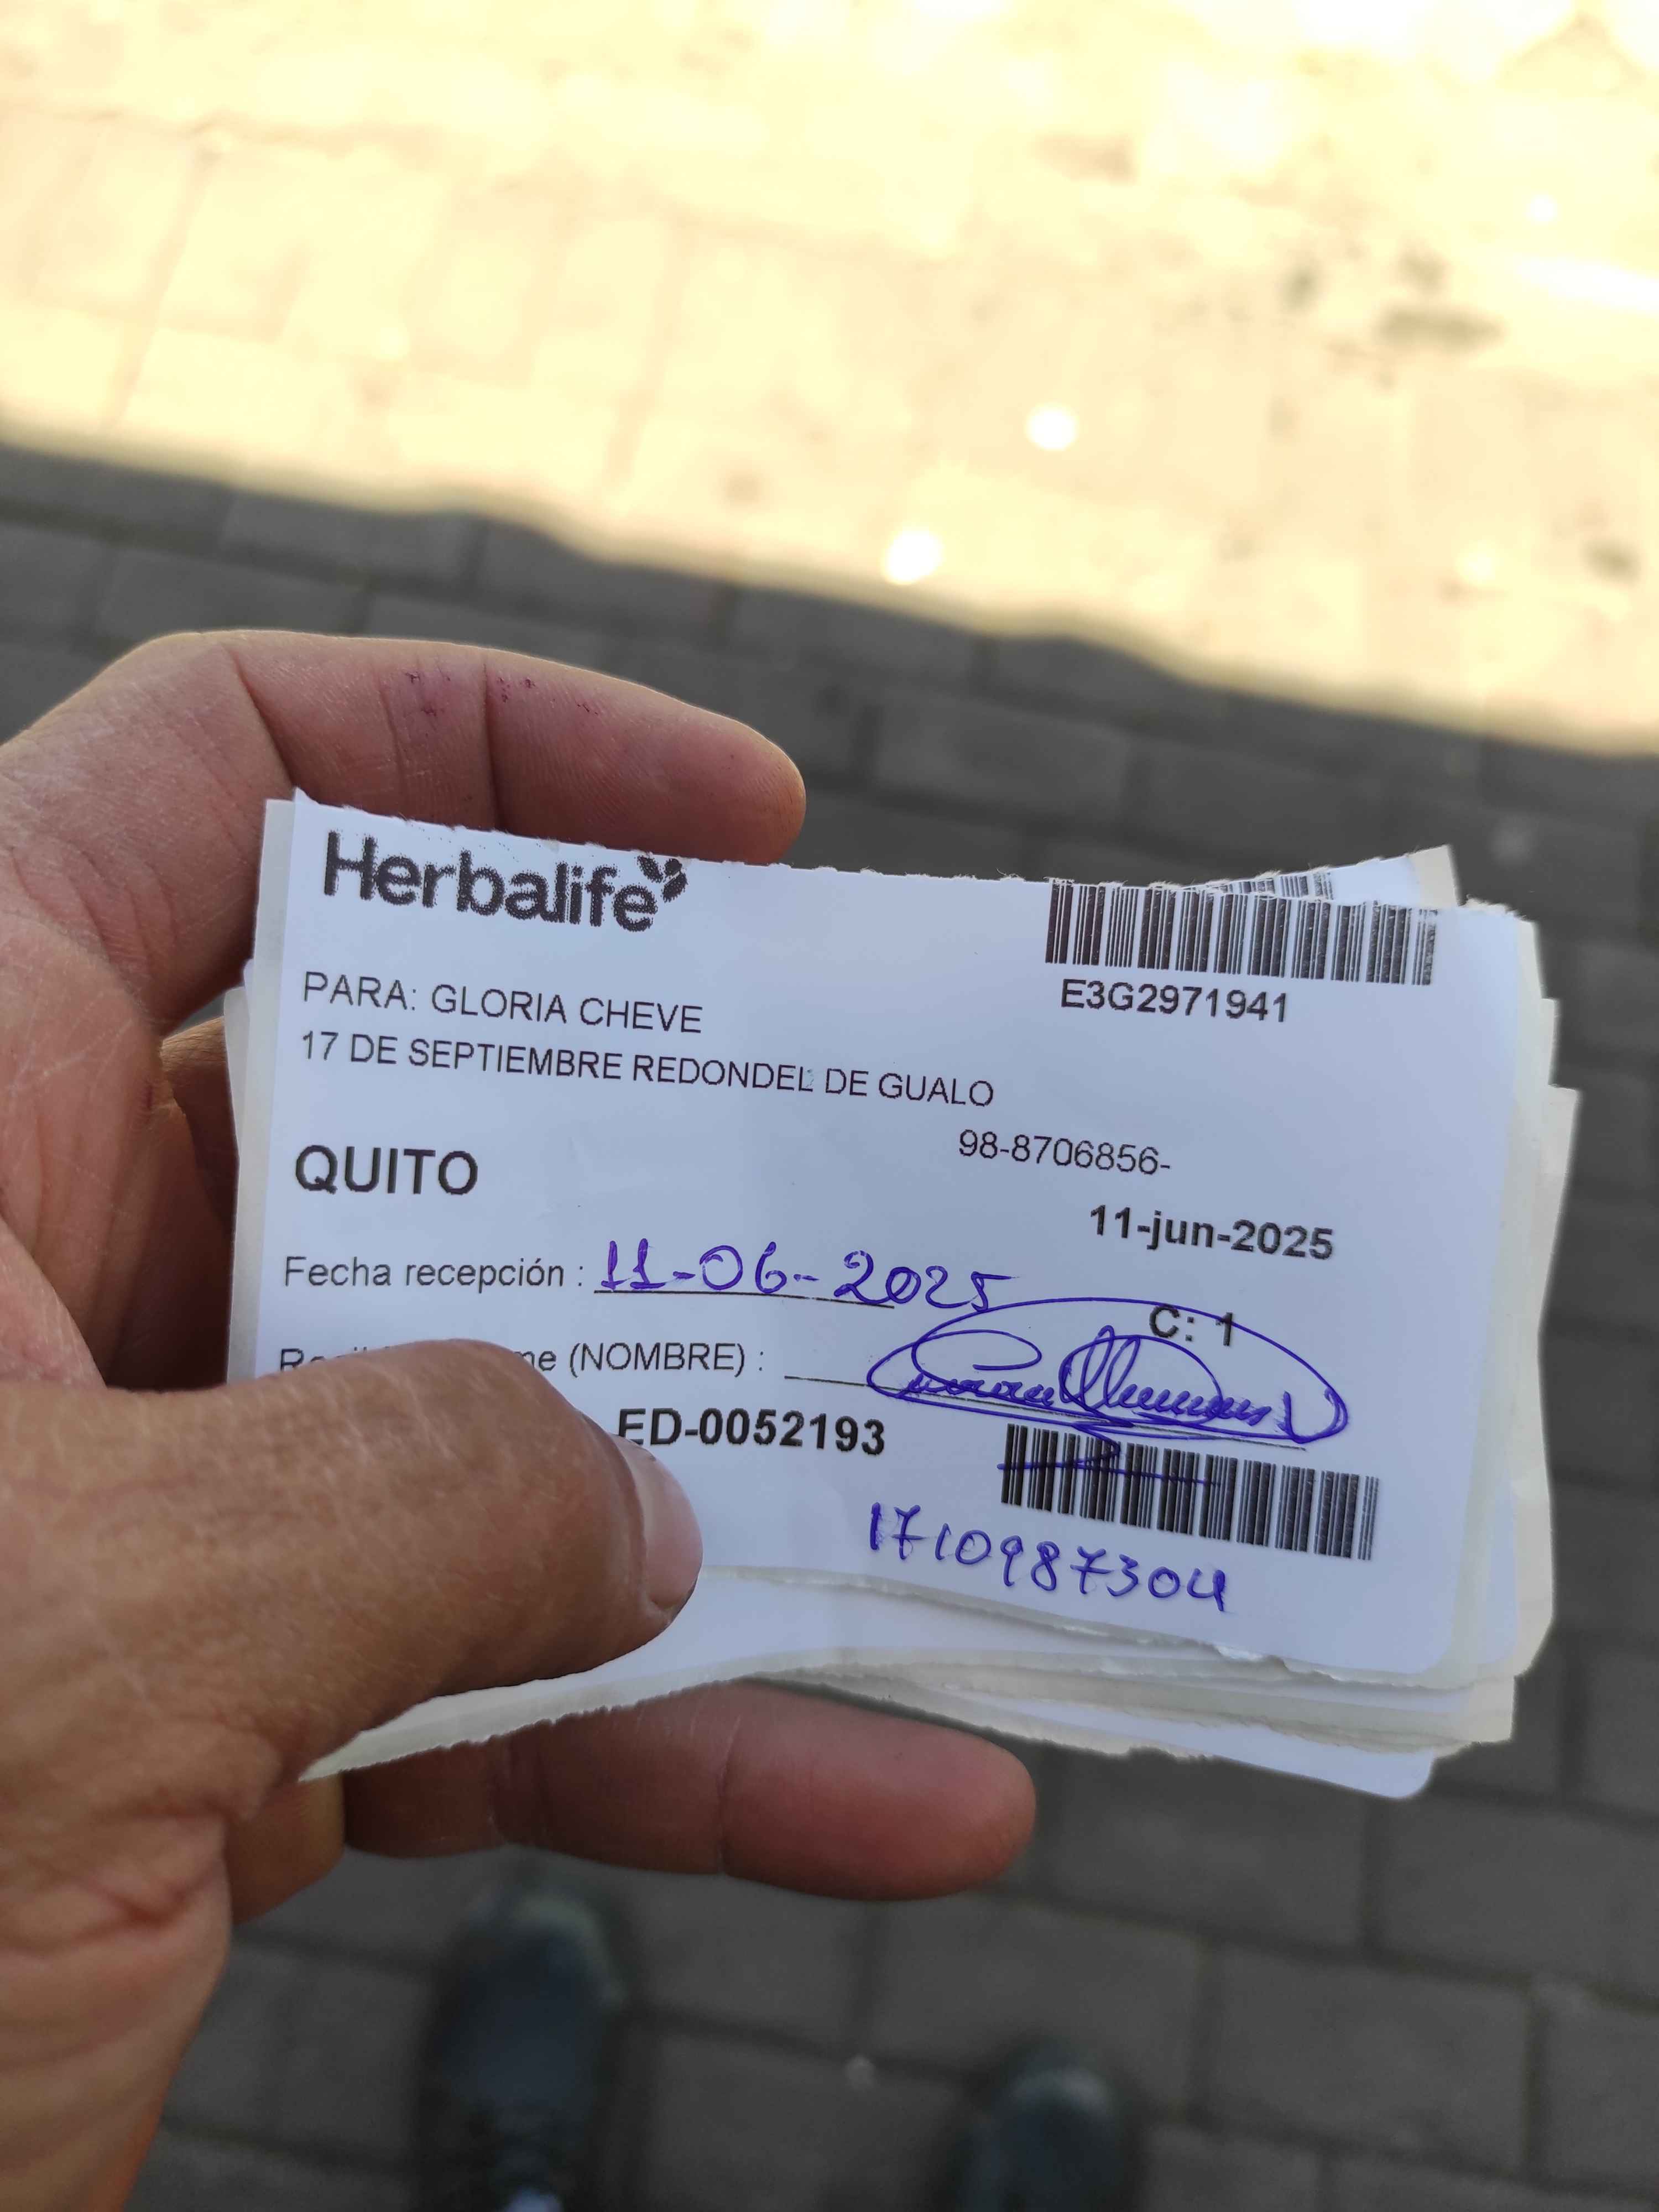 Herbalife
E3G2971941
PARA: GLORIA CHEVE
17 DE SEPTIEMBRE REDONDEL DE GUALO
98-8706856-
QUITO
11-jun-2025
Fecha recepción : 11-06-2025
C: 1
(NOMBRE) :
ED-0052193
1710987304